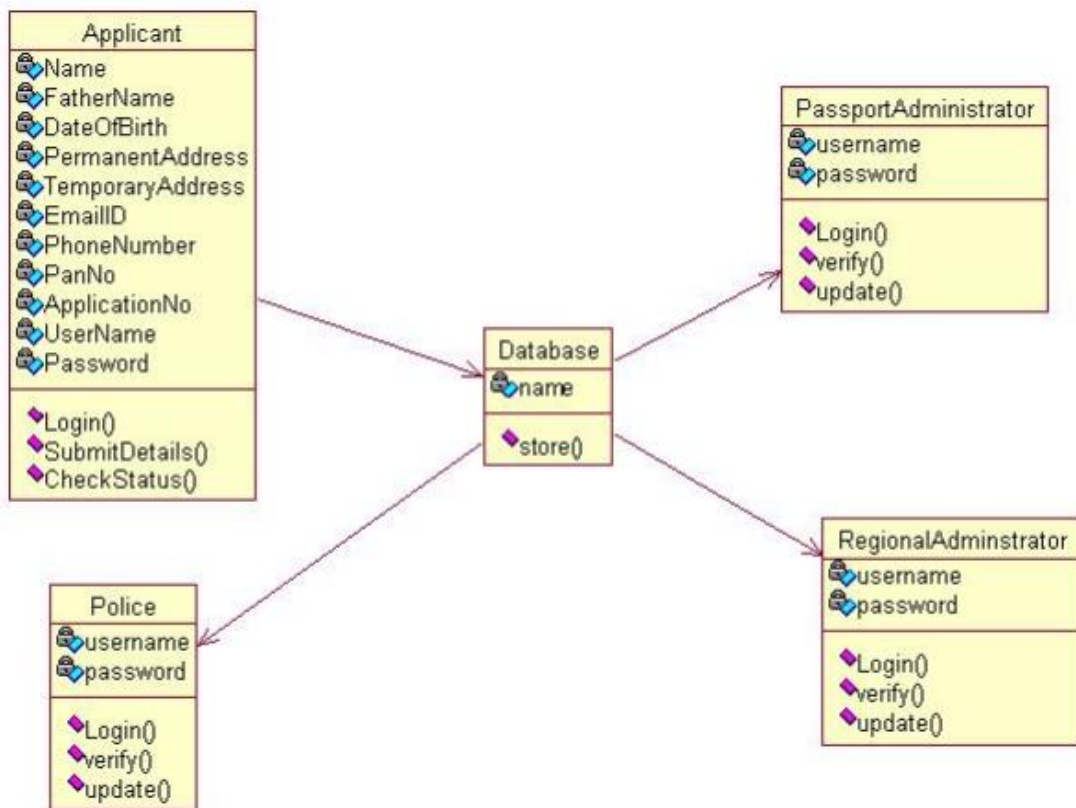 Applicant
Name
FatherName
DateOfBirth
PermanentAddress
TemporaryAddress
EmailID
PhoneNumber
PanNo
ApplicationNo
UserName
Password
Login()
SubmitDetails()
CheckStatus()
PassportAdministrator
username
password
Login()
verify()
update()
Database
name
store()
Police
username
password
Login()
verify()
update()
RegionalAdminstrator
username
password
Login()
verify()
update()